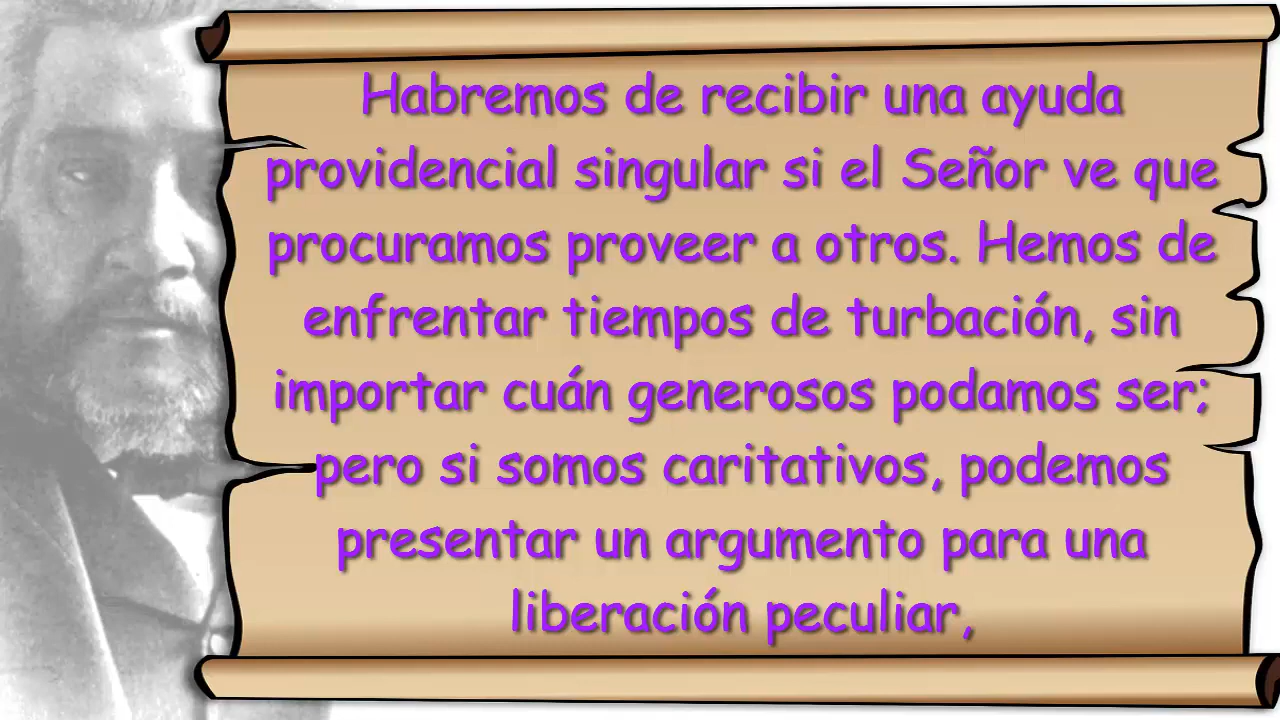 Habremos de recibir una ayuda
providencial singular si el Señor ve que
procuramos proveer a otros. Hemos de
enfrentar tiempos de turbación, sin
importar cuán generosos podamos ser;
pero si somos caritativos, podemos
presentar un argumento para una
liberación peculiar,